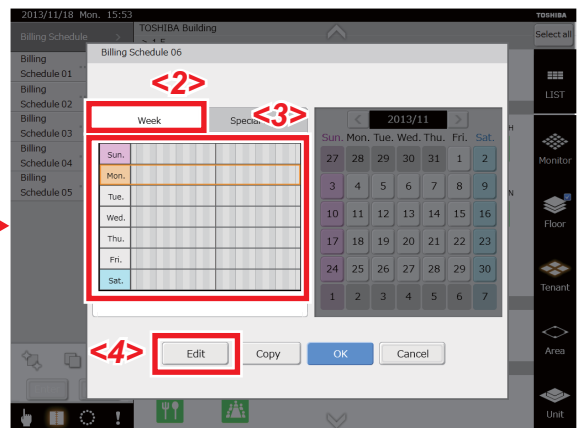 2013/11/18 Mon. 15:53 TOSHIBA
Billing Schedule > TOSHIBA Building Select all
> 1 F
Billing Schedule 06
Billing
Schedule 01
Billing
Schedule 02
Billing
Schedule 03
Billing
Schedule 04
Billing
Schedule 05
<2>
Week
Special
<3>
Sun.
Mon.
Tue.
Wed.
Thu.
Fri.
Sat.
< 2013/11 >
Sun. Mon. Tue. Wed. Thu. Fri. Sat.
27 28 29 30 31 1 2
3 4 5 6 7 8 9
10 11 12 13 14 15 16
17 18 19 20 21 22 23
24 25 26 27 28 29 30
1 2 3 4 5 6 7
<4>
Edit Copy OK Cancel
LIST
Monitor
Floor
Tenant
Area
Unit
H
N